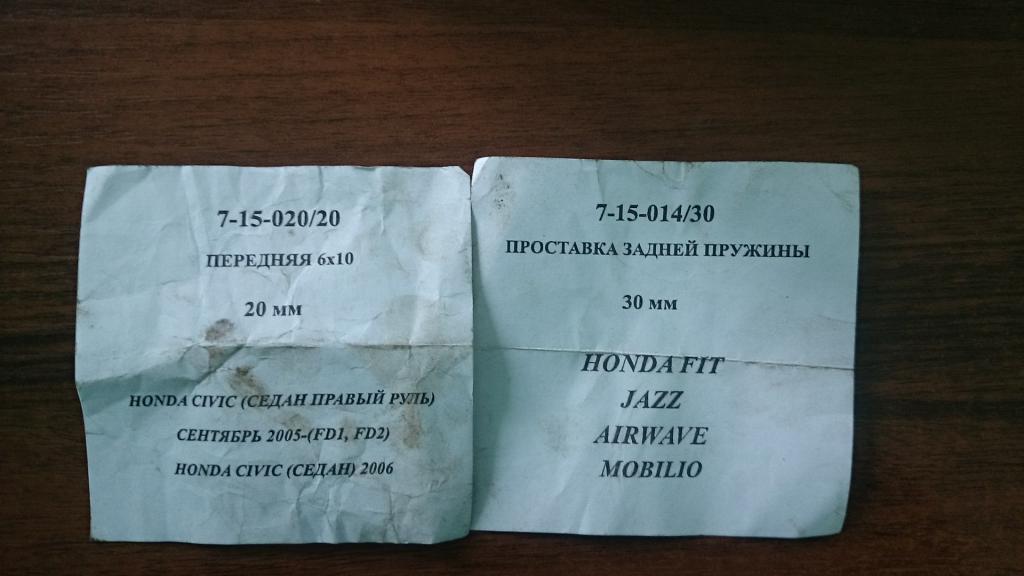 7-15-020/20
ПЕРЕДНЯЯ 6х10
20 мм
HONDA CIVIC (СЕДАН ПРАВЫЙ РУЛЬ)
СЕНТЯБРЬ 2005-(FD1, FD2)
HONDA CIVIC (СЕДАН) 2006
7-15-014/30
ПРОСТАВКА ЗАДНЕЙ ПРУЖИНЫ
30 мм
HONDA FIT
JAZZ
AIRWAVE
MOBILIO